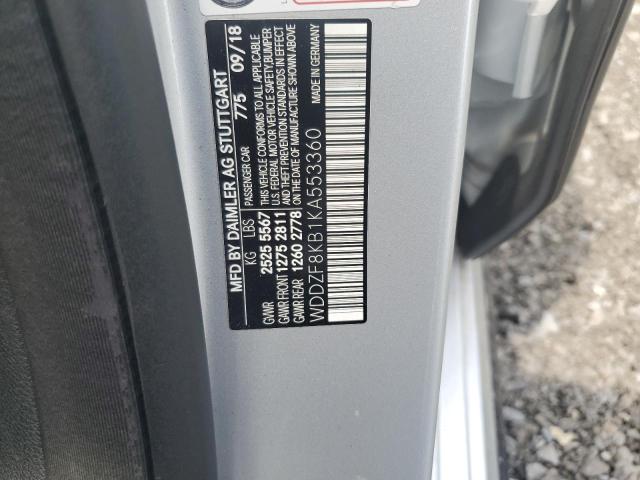 MFD BY DAIMLER AG STUTTGART
KG LBS PASSENGER CAR 775 09/18
GVWR 2525 5567 THIS VEHICLE CONFORMS TO ALL APPLICABLE
GAWR FRONT 1275 2811 U.S. FEDERAL MOTOR VEHICLE SAFETY,BUMPER
GAWR REAR 1260 2778 AND THEFT PREVENTION STANDARDS IN EFFECT
ON THE DATE OF MANUFACTURE SHOWN ABOVE
MADE IN GERMANY
WDDZF8KB1KA553360